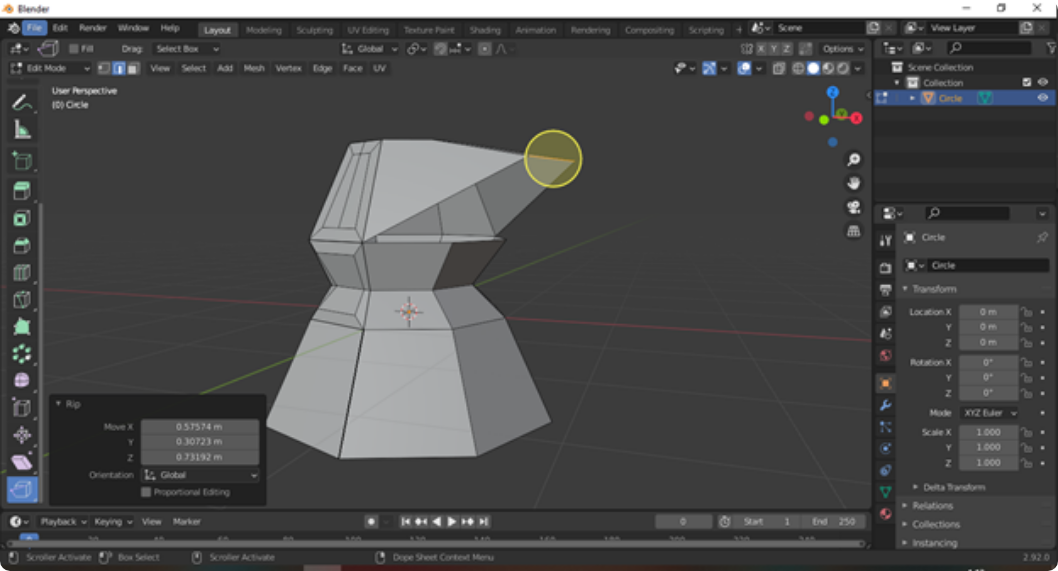 Blender
File Edit Render Window Help Layout Modeling Sculpting UV Editing Texture Paint Shading Animation Rendering Compositing Scripting Scene View Layer
Fill Drag: Select Box Global X Y Z Options
Edit Mode View Select Add Mesh Vertex Edge Face UV
User Perspective
(0) Circle
Z
Y
X
Scene Collection
Collection
Circle
Circle
Circle
Transform
Location X 0 m
Y 0 m
Z 0 m
Rotation X 0°
Y 0°
Z 0°
Mode XYZ Euler
Scale X 1.000
Y 1.000
Z 1.000
Delta Transform
Relations
Collections
Instancing
Rip
Move X 0.57574 m
Y 0.30723 m
Z 0.73192 m
Orientation Global
Proportional Editing
Playback Keying View Marker 0 Start 1 End 250
Scroller Activate Box Select Scroller Activate Dope Sheet Context Menu 2.92.0